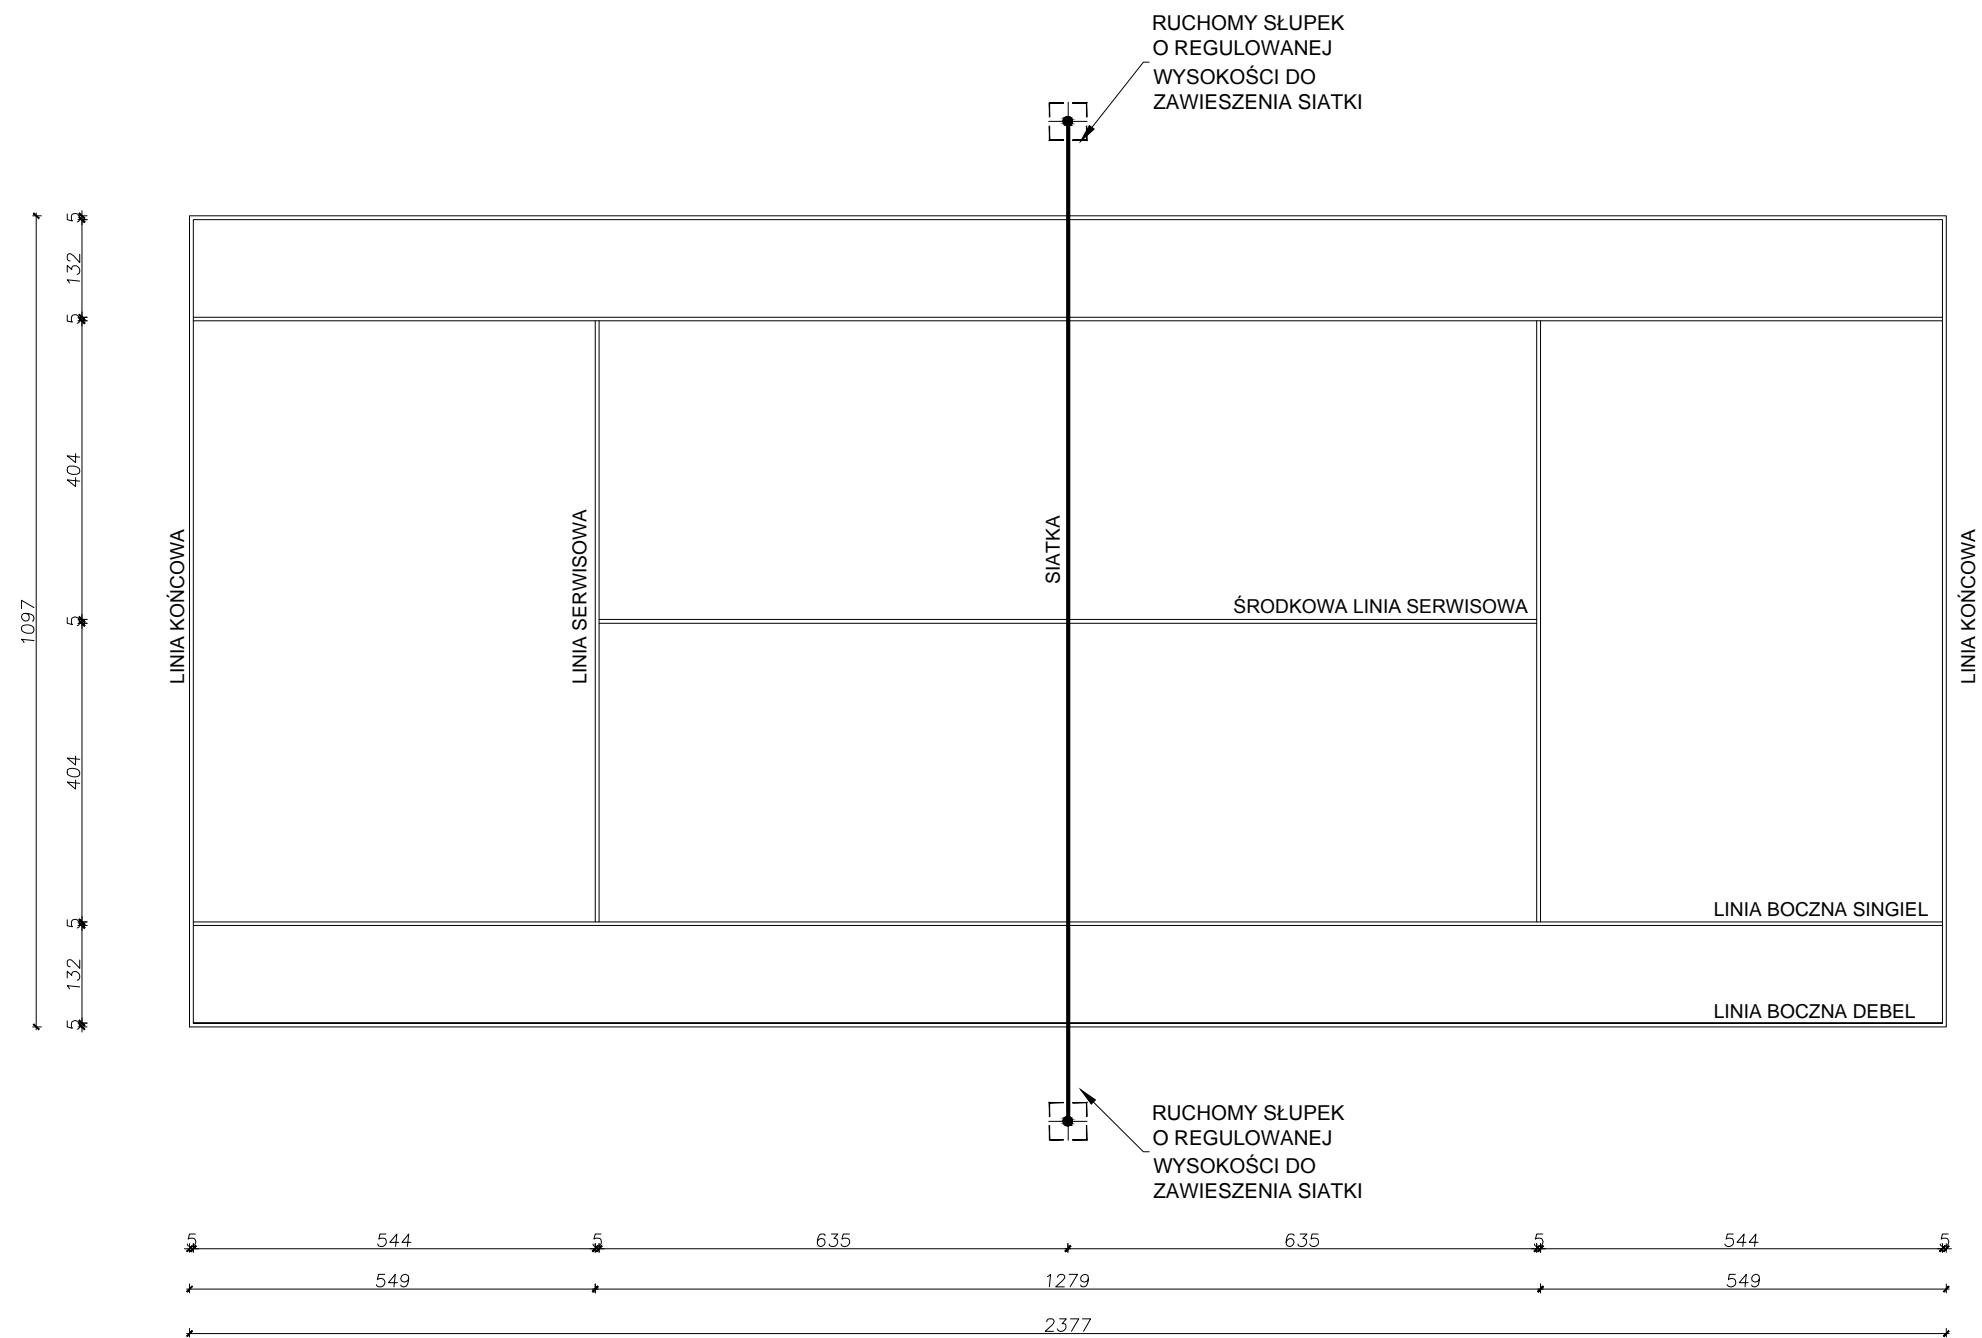 RUCHOMY SŁUPEK
O REGULOWANEJ
WYSOKOŚCI DO
ZAWIESZENIA SIATKI
5
132
5
404
5
404
5
132
5
1097
LINIA KOŃCOWA
LINIA SERWISOWA
SIATKA
ŚRODKOWA LINIA SERWISOWA
LINIA KOŃCOWA
LINIA BOCZNA SINGIEL
LINIA BOCZNA DEBEL
RUCHOMY SŁUPEK
O REGULOWANEJ
WYSOKOŚCI DO
ZAWIESZENIA SIATKI
5 544 5 635 635 5 544 5
549 1279 549
2377